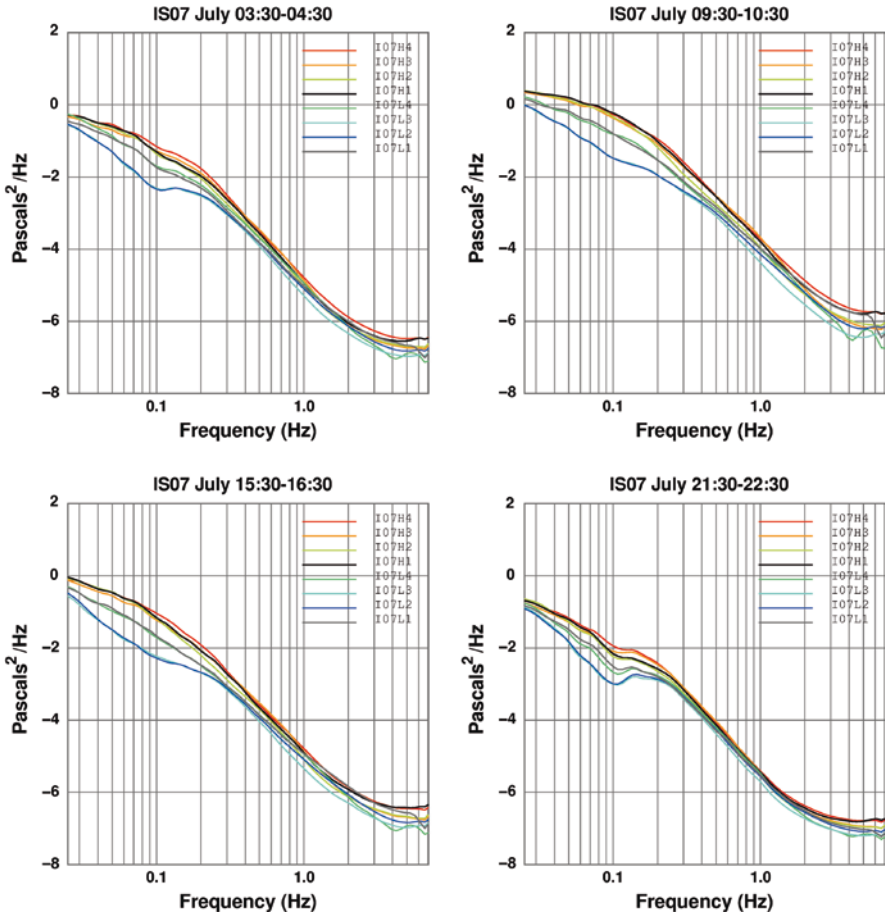 IS07 July 03:30-04:30
2
0
−2
−4
−6
−8
Pascals²/Hz
I07H4
I07H3
I07H2
I07H1
I07L4
I07L3
I07L2
I07L1
0.1 1.0
Frequency (Hz)
IS07 July 09:30-10:30
2
0
−2
−4
−6
−8
Pascals²/Hz
I07H4
I07H3
I07H2
I07H1
I07L4
I07L3
I07L2
I07L1
0.1 1.0
Frequency (Hz)
IS07 July 15:30-16:30
2
0
−2
−4
−6
−8
Pascals²/Hz
I07H4
I07H3
I07H2
I07H1
I07L4
I07L3
I07L2
I07L1
0.1 1.0
Frequency (Hz)
IS07 July 21:30-22:30
2
0
−2
−4
−6
−8
Pascals²/Hz
I07H4
I07H3
I07H2
I07H1
I07L4
I07L3
I07L2
I07L1
0.1 1.0
Frequency (Hz)